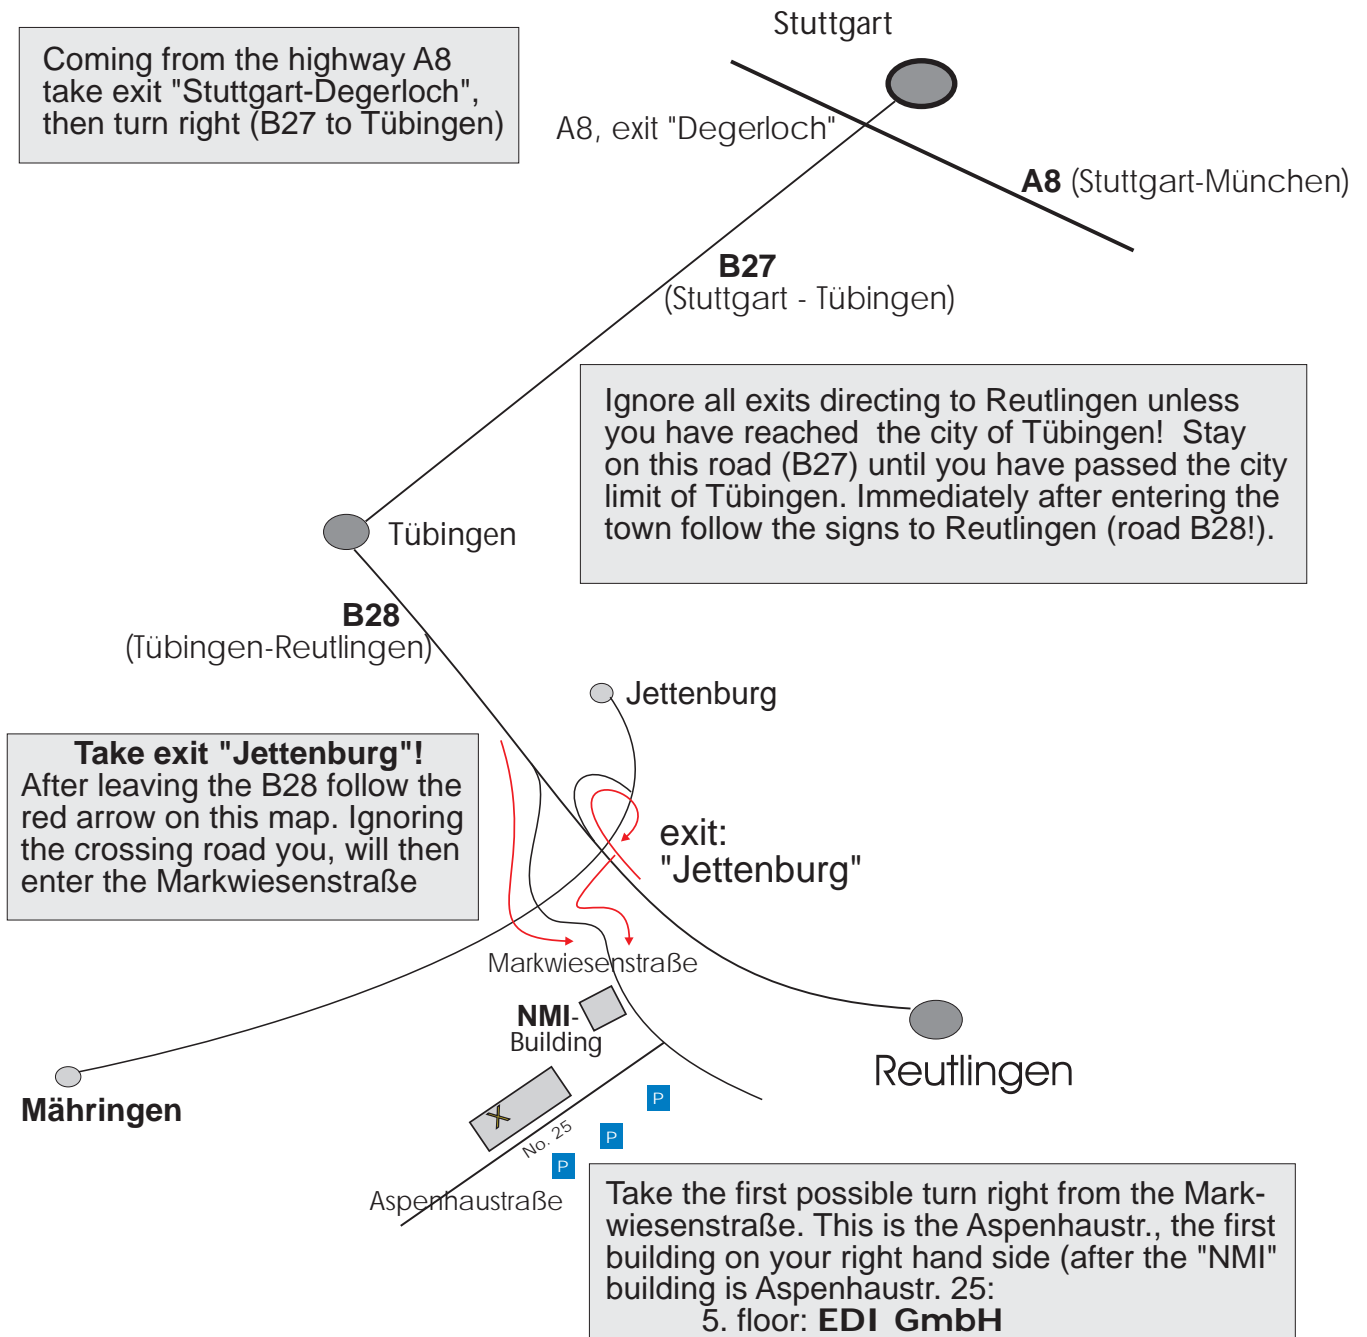 Stuttgart
Coming from the highway A8
take exit "Stuttgart-Degerloch",
then turn right (B27 to Tübingen)
A8, exit "Degerloch"
A8 (Stuttgart-München)
B27
(Stuttgart - Tübingen)
Ignore all exits directing to Reutlingen unless
you have reached the city of Tübingen! Stay
on this road (B27) until you have passed the city
limit of Tübingen. Immediately after entering the
town follow the signs to Reutlingen (road B28!).
Tübingen
B28
(Tübingen-Reutlingen)
Jettenburg
Take exit "Jettenburg"!
After leaving the B28 follow the
red arrow on this map. Ignoring
the crossing road you, will then
enter the Markwiesenstraße
exit:
"Jettenburg"
Markwiesenstraße
NMI-
Building
Reutlingen
Mähringen
X
No. 25
P
P
P
Aspenhaustraße
Take the first possible turn right from the Mark-
wiesenstraße. This is the Aspenhaustr., the first
building on your right hand side (after the "NMI"
building is Aspenhaustr. 25:
5. floor: EDI GmbH